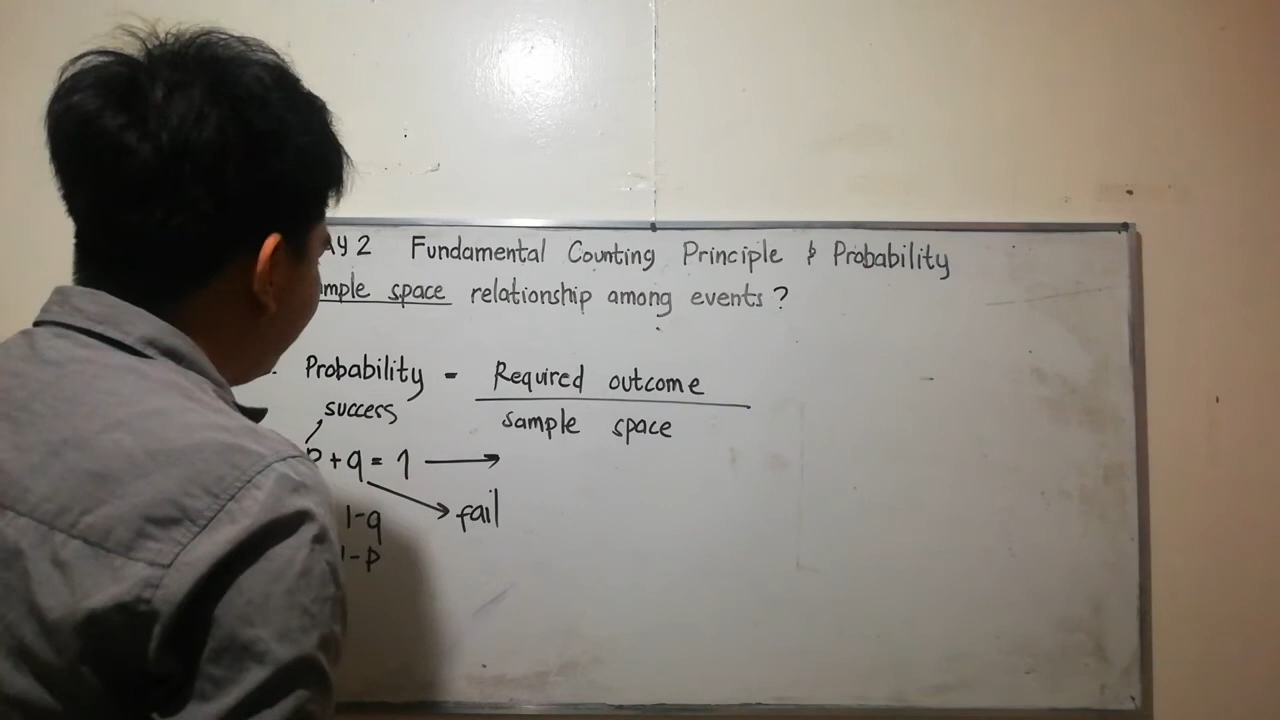 AY 2 Fundamental Counting Principle & Probability
mple space relationship among events ?
Probability = Required outcome
sample space
success
p + q = 1
fail
1-q
1-p